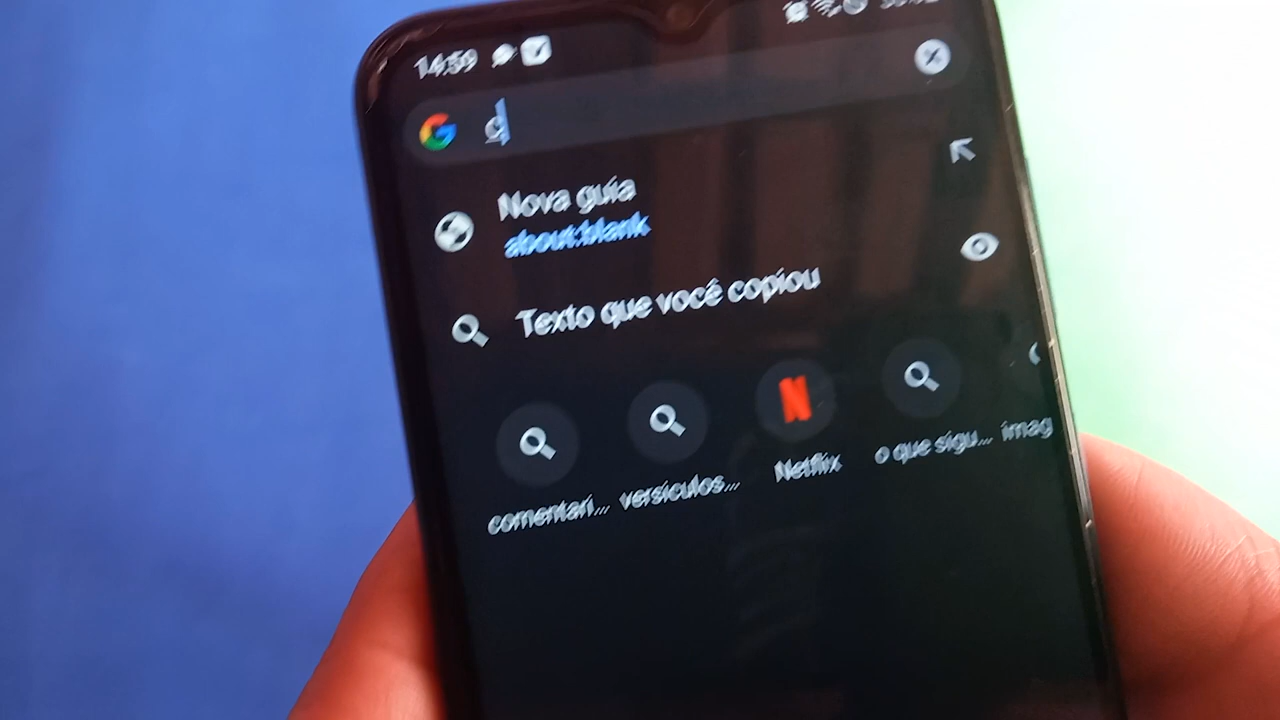 14:59
Nova guia
about:blank
Texto que você copiou
comentari... versículos... Netflix o que sigu... imag